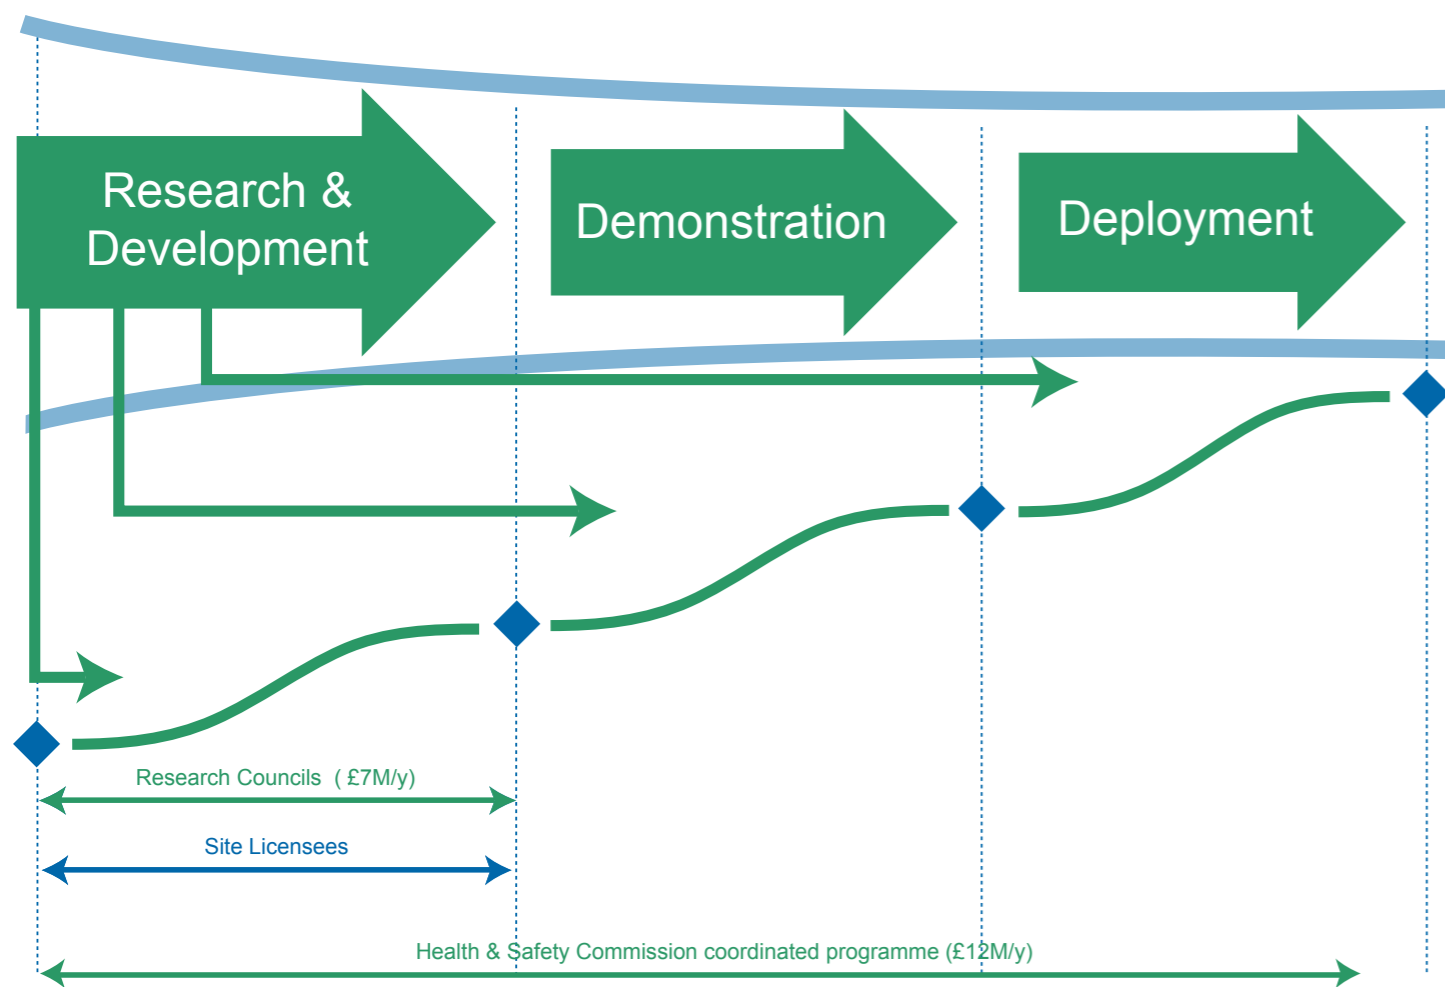 Research &
Development
Demonstration
Deployment
Research Councils ( £7M/y)
Site Licensees
Health & Safety Commission coordinated programme (£12M/y)